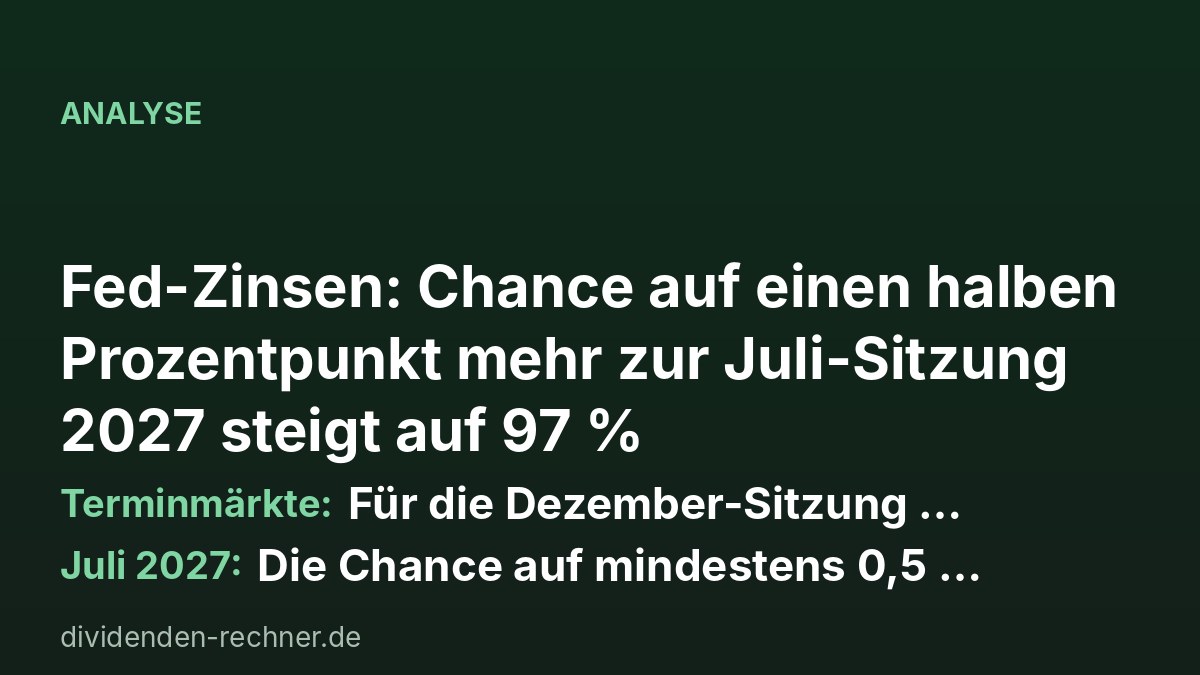 ANALYSE
Fed-Zinsen: Chance auf einen halben
Prozentpunkt mehr zur Juli-Sitzung
2027 steigt auf 97 %
Terminmärkte: Für die Dezember-Sitzung ...
Juli 2027: Die Chance auf mindestens 0,5 ...
dividenden-rechner.de